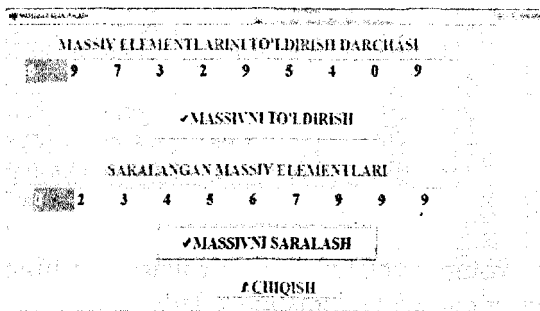 MASSIV ELEMENTLARINI TO'LDIRISH DARCHASI
9 7 3 2 9 5 4 0 9
✔MASSIVNI TO'LDIRISH
SARALANGAN MASSIV ELEMENTLARI
2 3 4 5 6 7 9 9 9
✔MASSIVNI SARALASH
CHIQISH